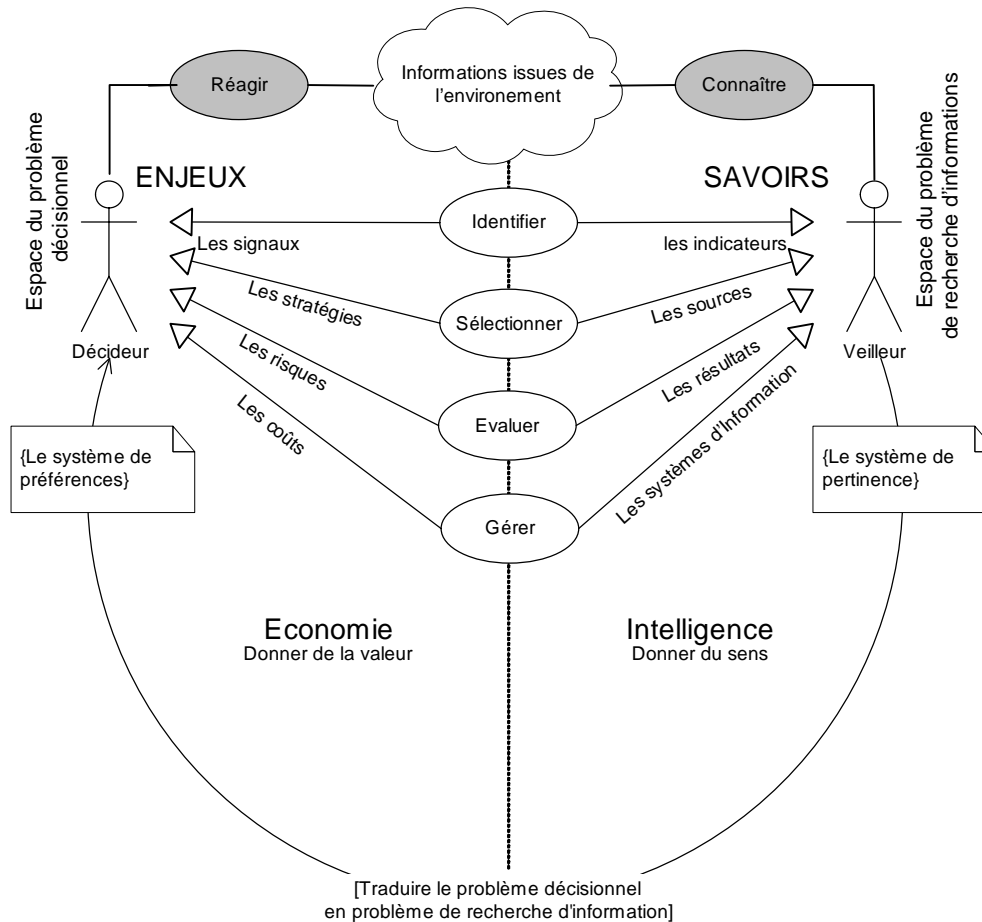 Réagir
Informations issues de
l'environement
Connaître
Espace du problème
décisionnel
ENJEUX
SAVOIRS
Espace du problème
de recherche d'informations
Identifier
Les signaux
les indicateurs
Les stratégies
Sélectionner
Les sources
Décideur
Veilleur
Les risques
Les résultats
Les coûts
Evaluer
Les systèmes d'Information
{Le système de
préférences}
{Le système de
pertinence}
Gérer
Economie
Donner de la valeur
Intelligence
Donner du sens
[Traduire le problème décisionnel
en problème de recherche d'information]